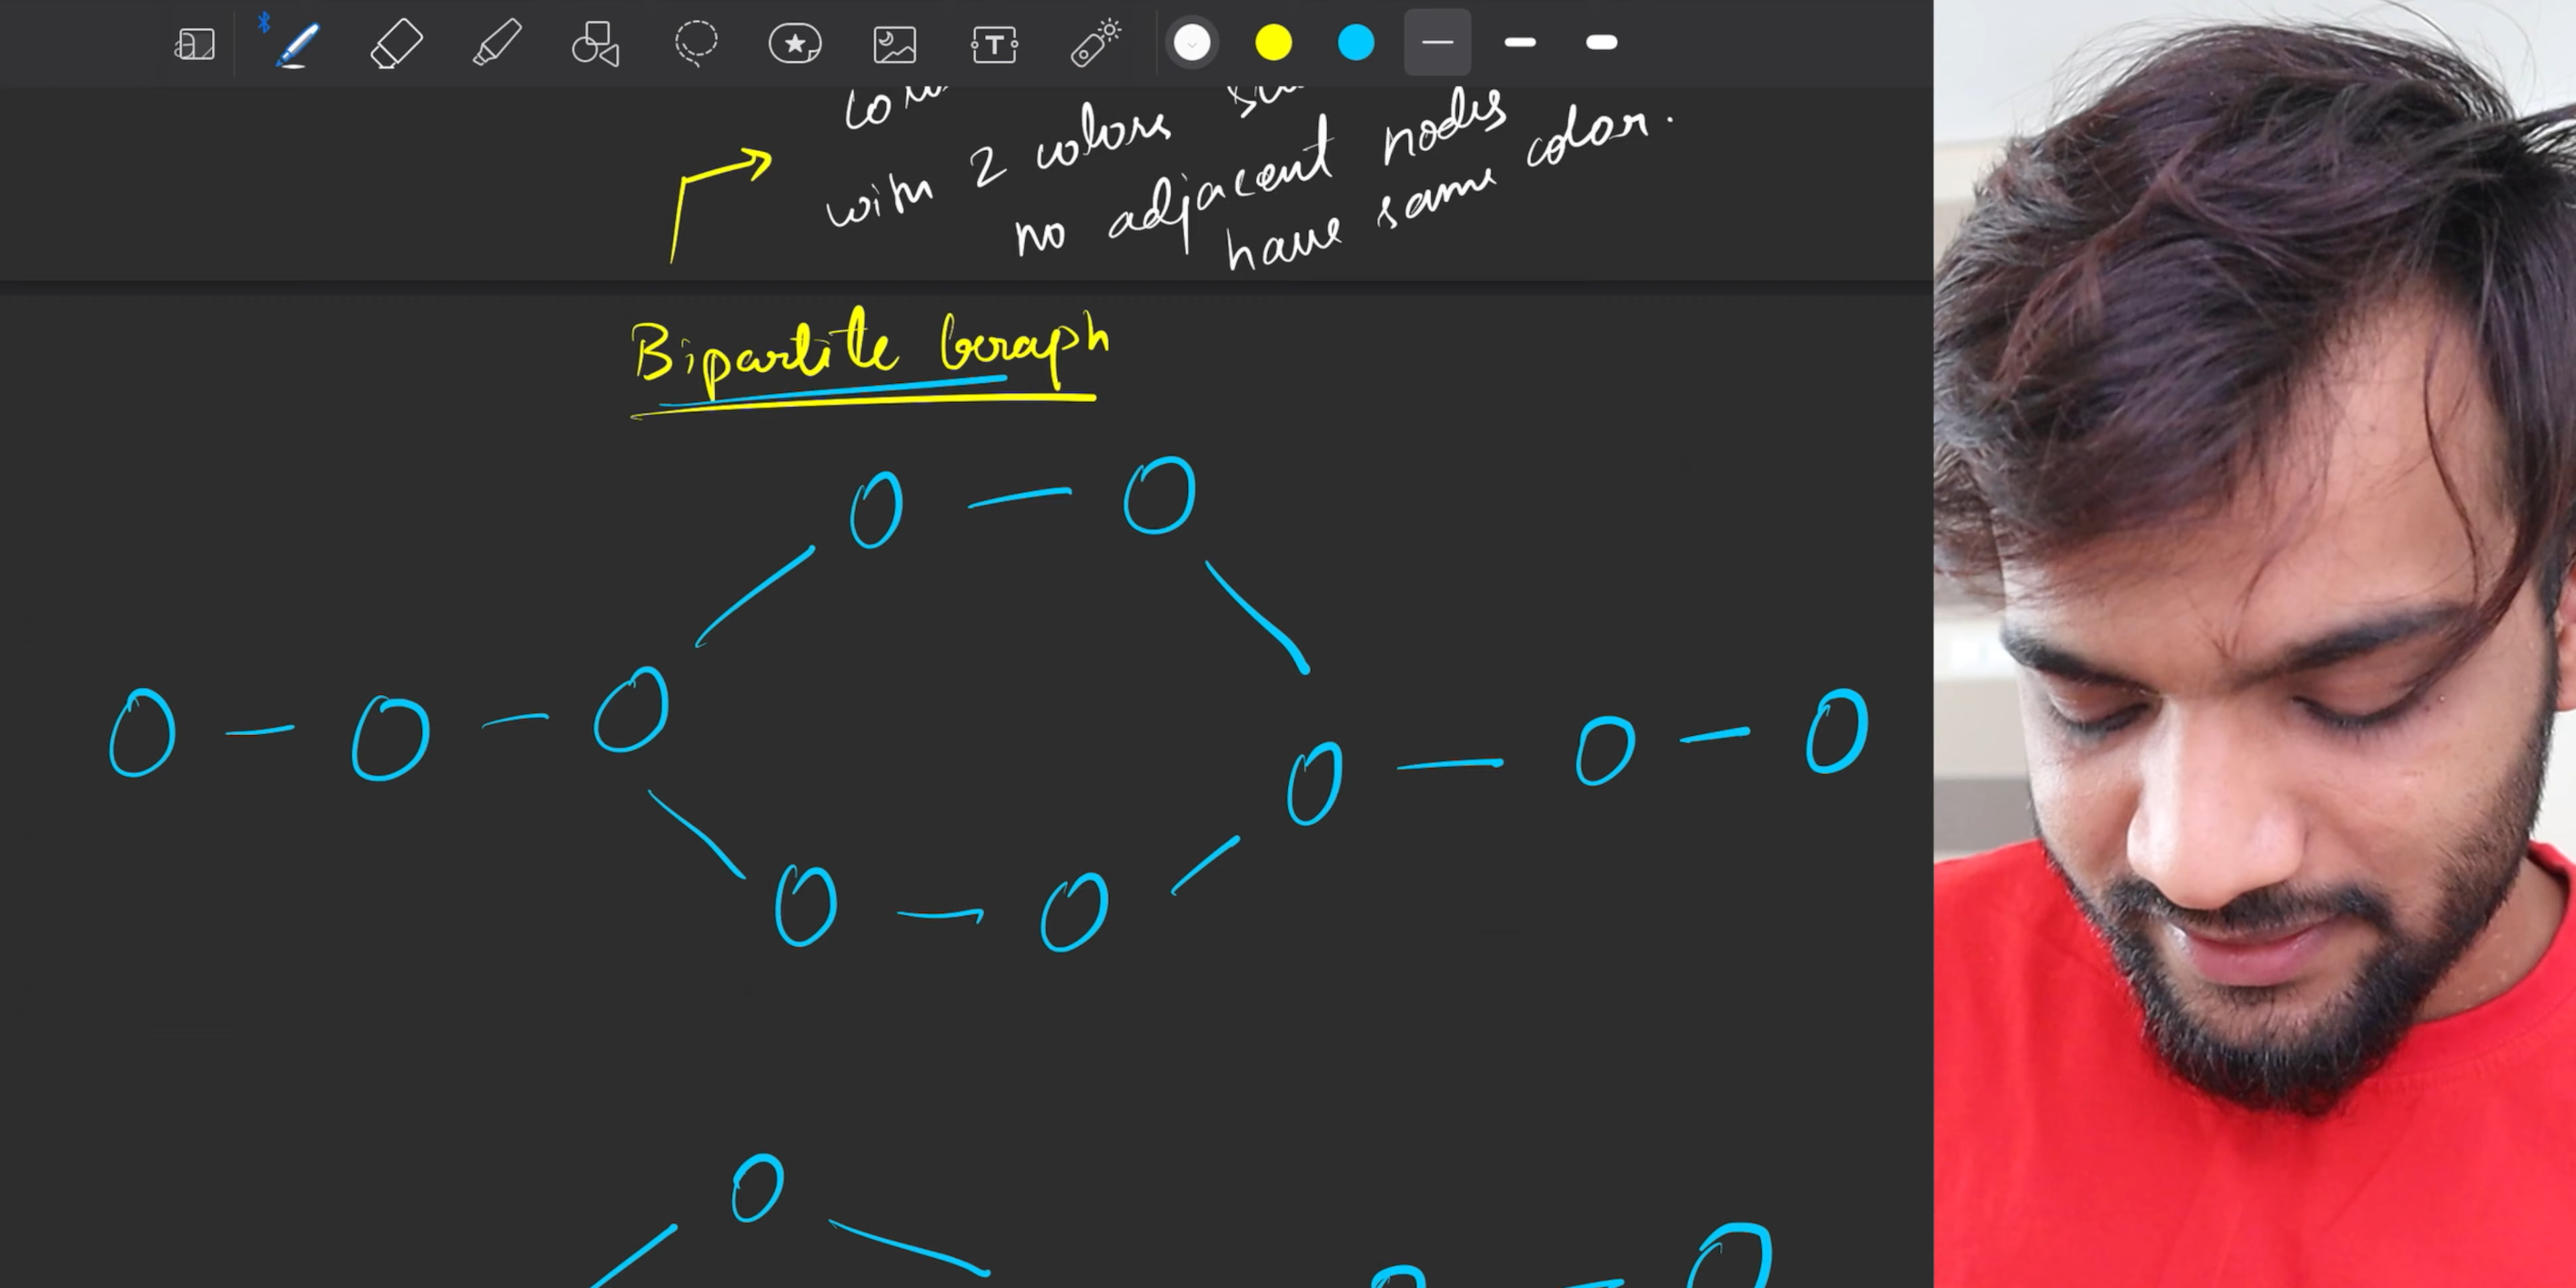 with 2 colors
no adjacent nodes
have same color.
Bipartite Graph